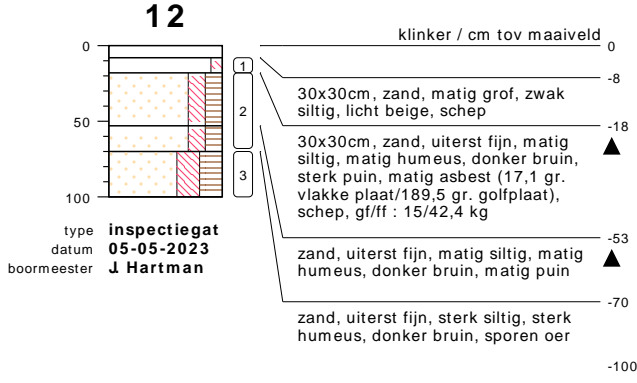 12
klinker / cm tov maaiveld
0
0
-8
1
30x30cm, zand, matig grof, zwak
siltig, licht beige, schep
-18
2
50
30x30cm, zand, uiterst fijn, matig
siltig, matig humeus, donker bruin,
sterk puin, matig asbest (17,1 gr.
vlakke plaat/189,5 gr. golfplaat),
schep, gf/ff : 15/42,4 kg
3
100
-53
zand, uiterst fijn, matig siltig, matig
humeus, donker bruin, matig puin
-70
zand, uiterst fijn, sterk siltig, sterk
humeus, donker bruin, sporen oer
-100
type inspectiegat
datum 05-05-2023
boormeester J Hartman